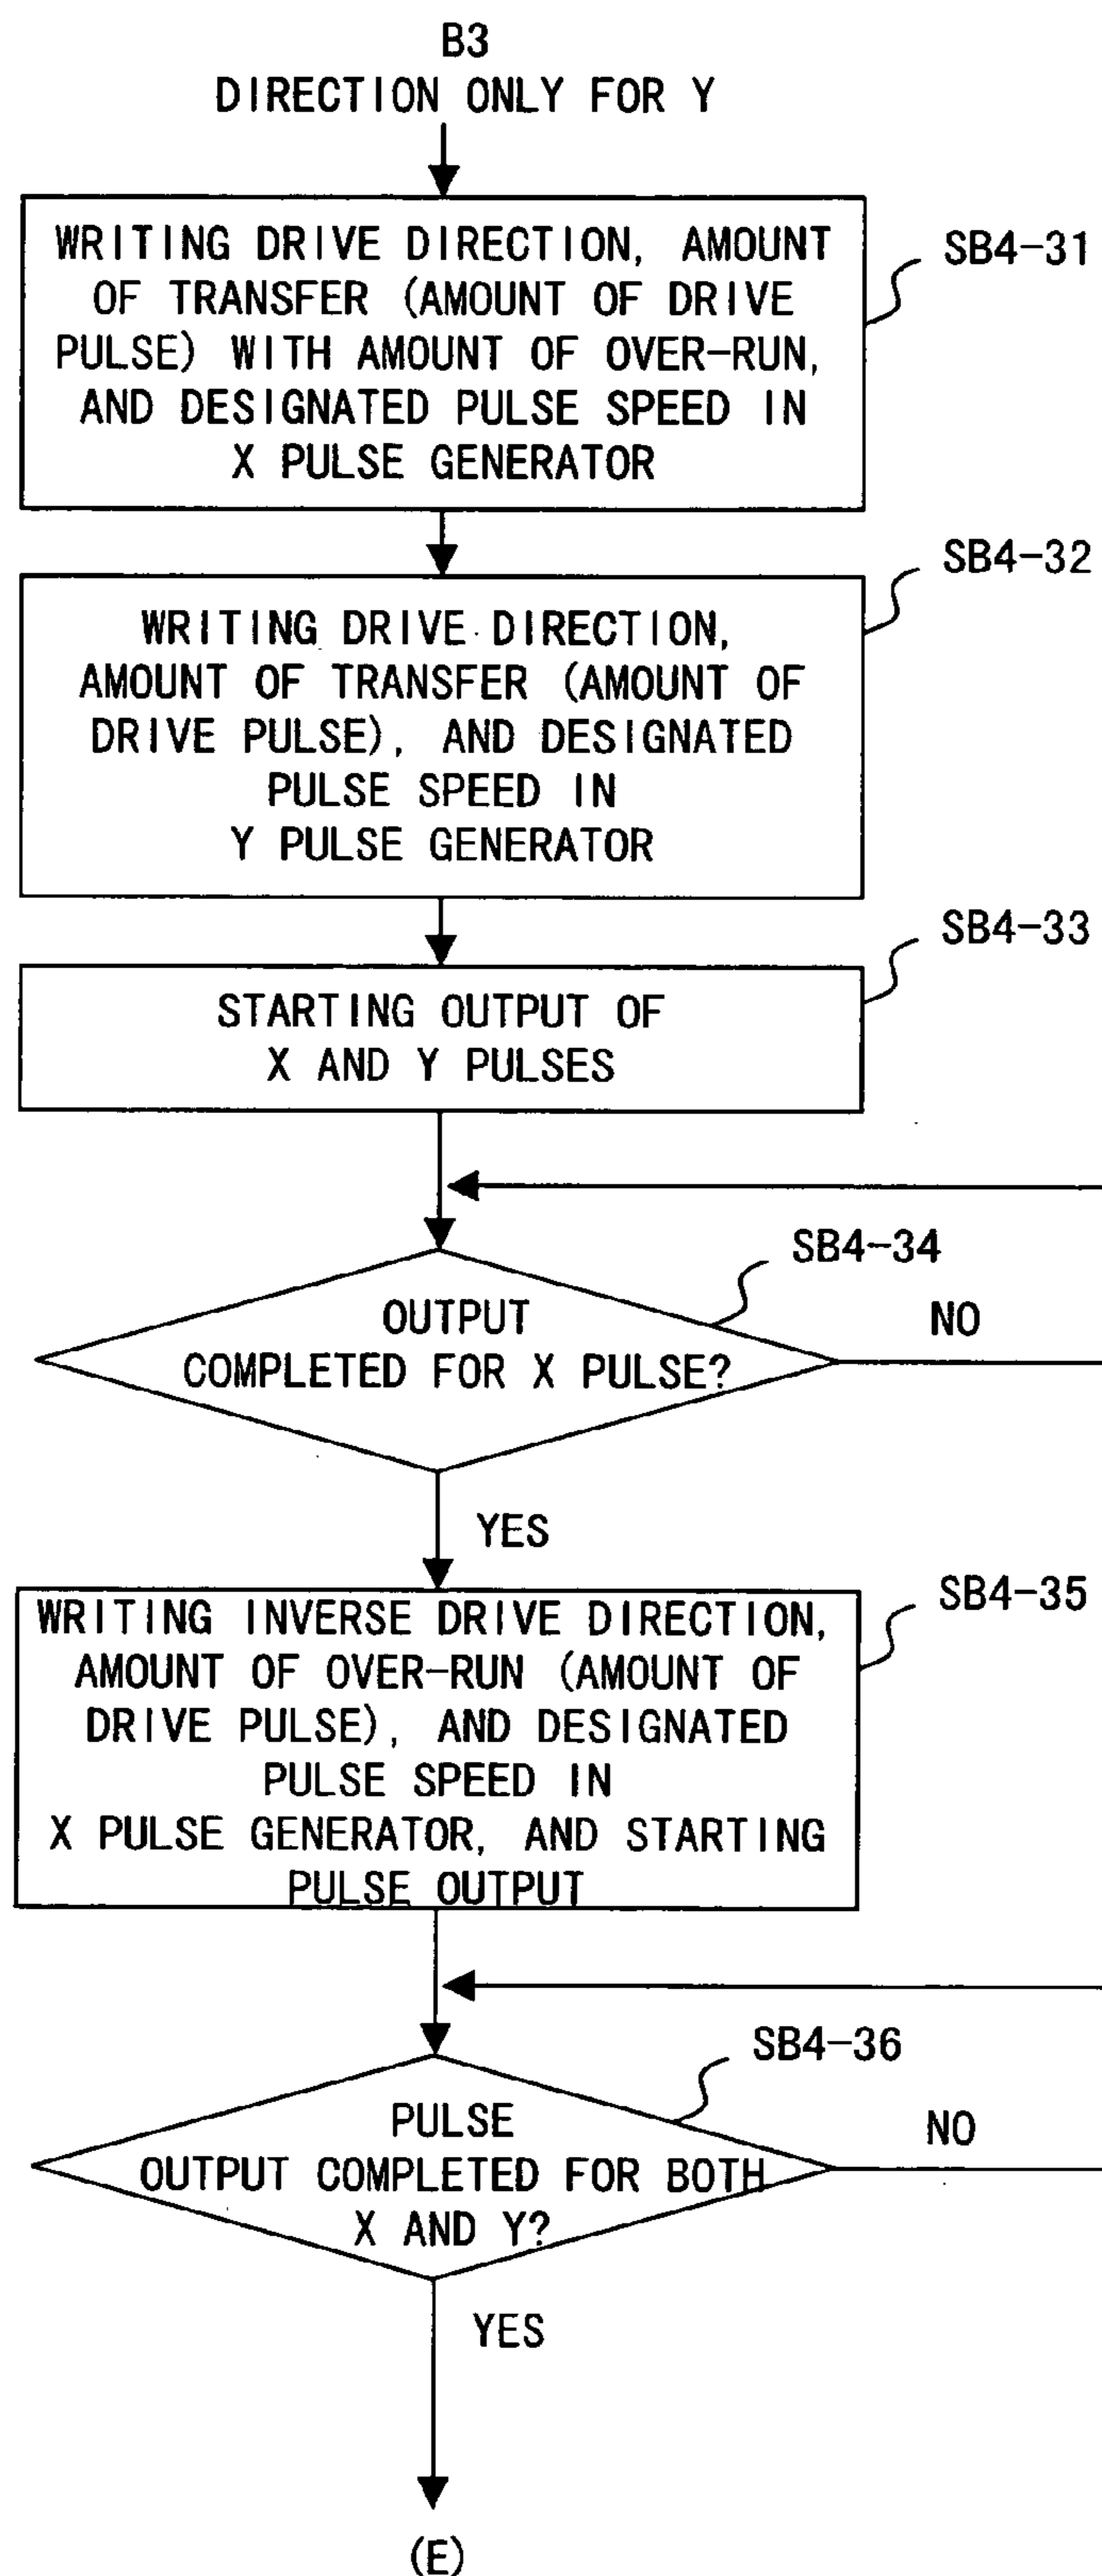 B3
DIRECTION ONLY FOR Y
WRITING DRIVE DIRECTION, AMOUNT
OF TRANSFER (AMOUNT OF DRIVE
PULSE) WITH AMOUNT OF OVER-RUN,
AND DESIGNATED PULSE SPEED IN
X PULSE GENERATOR
SB4-31
WRITING DRIVE DIRECTION,
AMOUNT OF TRANSFER (AMOUNT OF
DRIVE PULSE), AND DESIGNATED
PULSE SPEED IN
Y PULSE GENERATOR
SB4-32
STARTING OUTPUT OF
X AND Y PULSES
SB4-33
OUTPUT
COMPLETED FOR X PULSE?
SB4-34
NO
YES
WRITING INVERSE DRIVE DIRECTION,
AMOUNT OF OVER-RUN (AMOUNT OF
DRIVE PULSE), AND DESIGNATED
PULSE SPEED IN
X PULSE GENERATOR, AND STARTING
PULSE OUTPUT
SB4-35
PULSE
OUTPUT COMPLETED FOR BOTH
X AND Y?
SB4-36
NO
YES
(E)